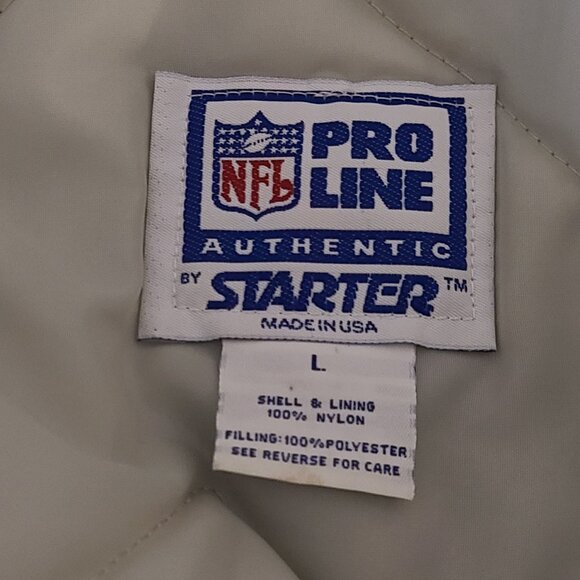 NFL
PRO
LINE
AUTHENTIC
BY STARTER TM
MADE IN USA
L
SHELL & LINING
100% NYLON
FILLING: 100% POLYESTER
SEE REVERSE FOR CARE